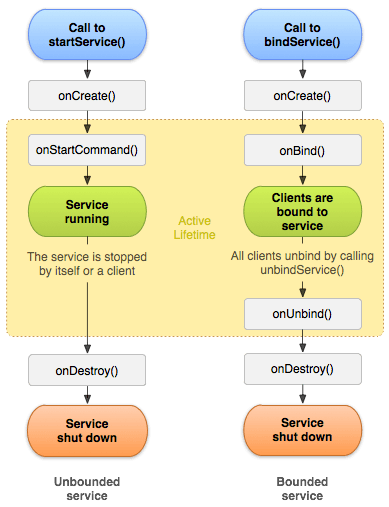 Call to
startService()
onCreate()
onStartCommand()
Service
running
The service is stopped
by itself or a client
onDestroy()
Service
shut down
Unbounded
service
Active
Lifetime
Call to
bindService()
onCreate()
onBind()
Clients are
bound to
service
All clients unbind by calling
unbindService()
onUnbind()
onDestroy()
Service
shut down
Bounded
service